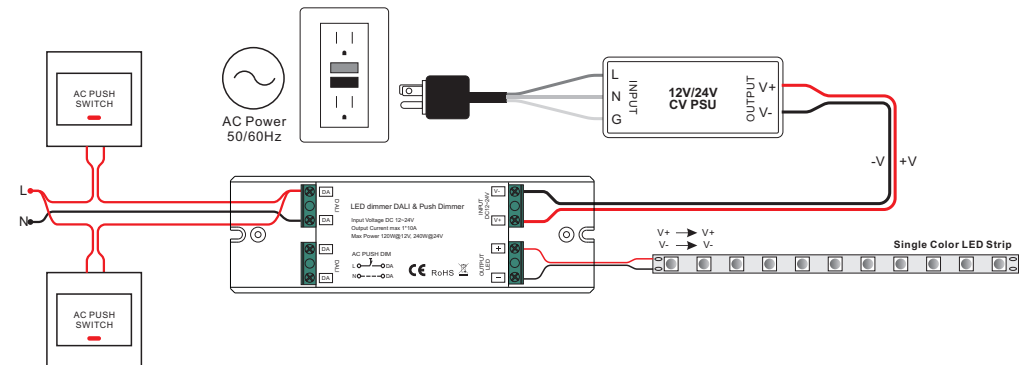 AC PUSH
SWITCH
AC Power
50/60Hz
L
N
G
INPUT
12V/24V
CV PSU
OUTPUT
V+
V-
-V
+V
L
N
DA
DALI
DA
DA
DALI
DA
LED dimmer DALI & Push Dimmer
Input Voltage DC 12~24V
Output Current max 1*10A
Max Power 120W@12V, 240W@24V
AC PUSH DIM
L DA
N DA
CE RoHS
INPUT
DC12~24V
V-
V+
OUTPUT
LED
+
−
V+ → V+
V- → V-
Single Color LED Strip
AC PUSH
SWITCH